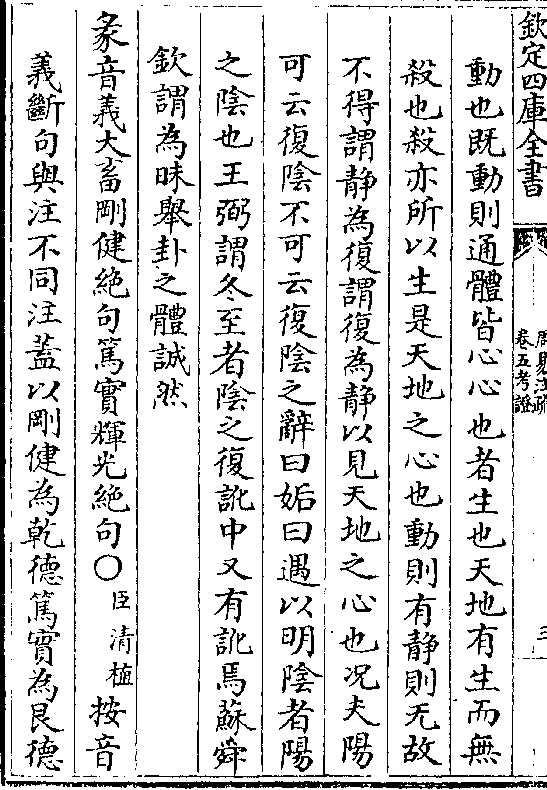 欽定四庫全書
周易注疏
卷五考證
三
動也既動則通體皆心心也者生也天地有生而無
殺也殺亦所以生是天地之心也動則有静則无故
不得謂静為復謂復為静以見天地之心也况夫陽
可云復陰不可云復陰之辭曰姤曰遇以明陰者陽
之陰也王弼謂冬至者陰之復訛中又有訛焉蘇舜
欽謂為昧舉卦之體誠然
彖音義大畜剛健絶句篤實輝光絶句○臣清植按音
義斷句與注不同注蓋以剛健為乾德篤實為艮德